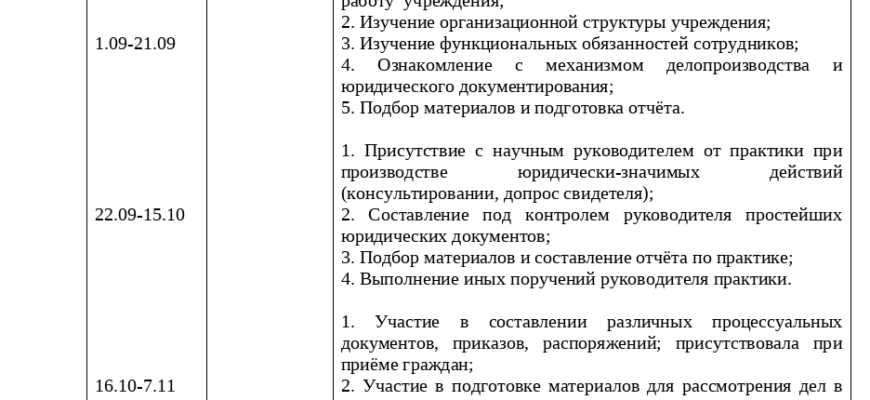 работу учреждения;
2. Изучение организационной структуры учреждения;
1.09-21.09
3. Изучение функциональных обязанностей сотрудников;
4. Ознакомление с механизмом делопроизводства и
юридического документирования;
5. Подбор материалов и подготовка отчёта.
1. Присутствие с научным руководителем от практики при
производстве юридически-значимых действий
(консультировании, допрос свидетеля);
22.09-15.10
2. Составление под контролем руководителя простейших
юридических документов;
3. Подбор материалов и составление отчёта по практике;
4. Выполнение иных поручений руководителя практики.
1. Участие в составлении различных процессуальных
документов, приказов, распоряжений; присутствовала при
приёме граждан;
16.10-7.11
2. Участие в подготовке материалов для рассмотрения дел в